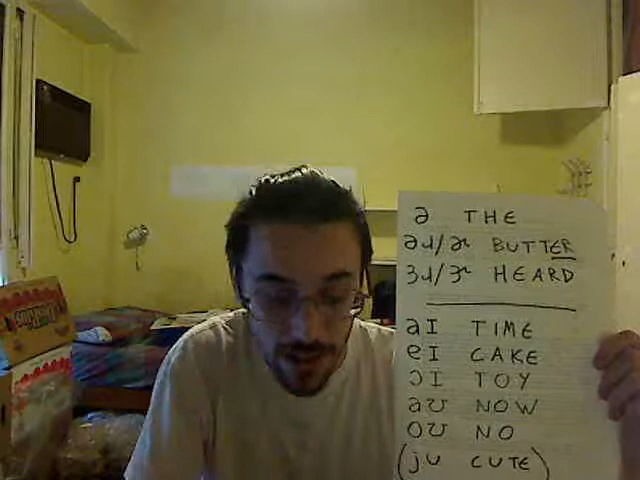 ə THE
əɹ/ɚ BUTTER
ɜɹ/ɝ HEARD
aɪ TIME
eɪ CAKE
ɔɪ TOY
aʊ NOW
oʊ NO
(ju CUTE)